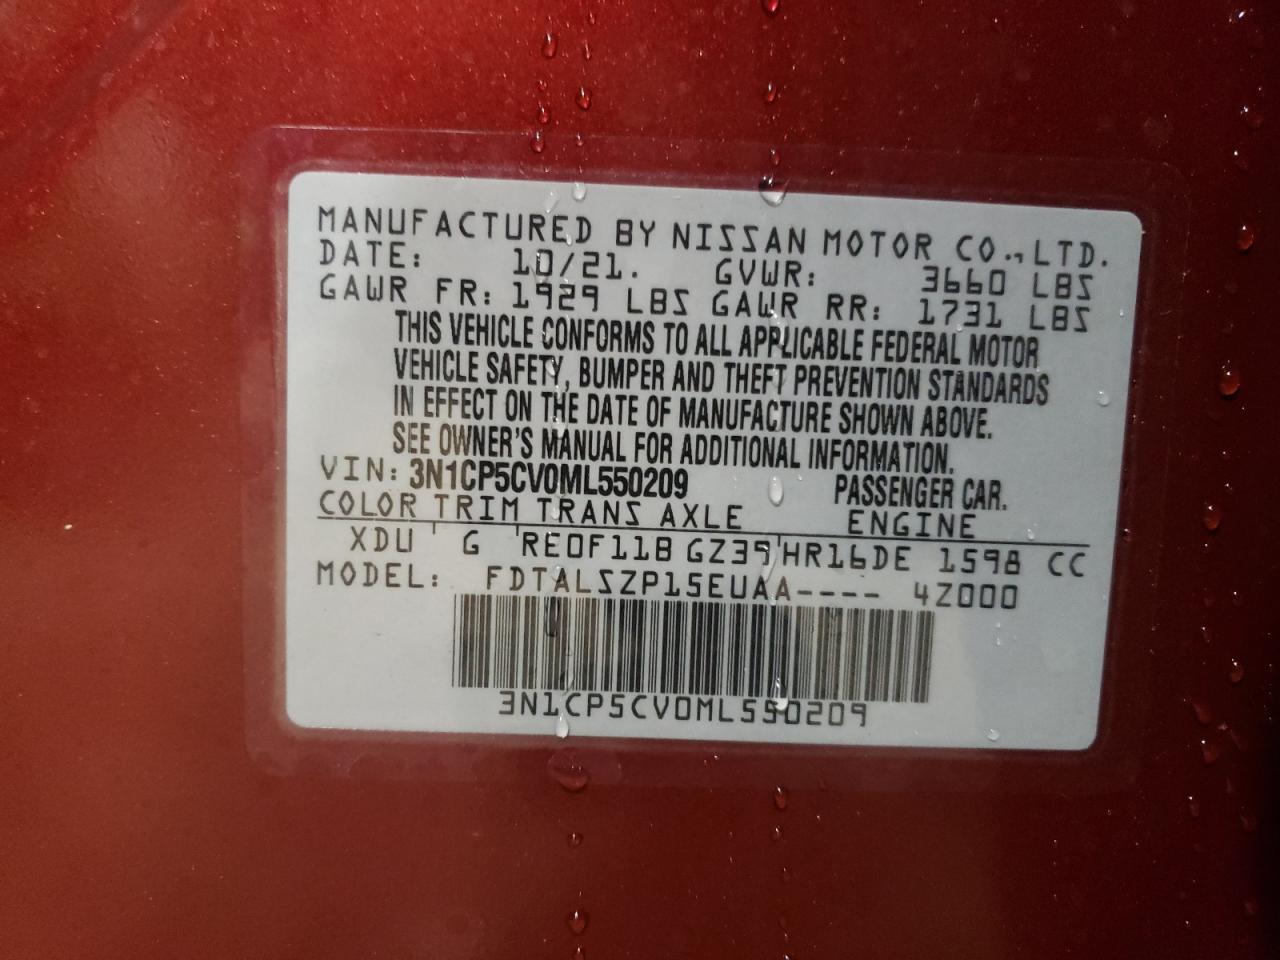 MANUFACTURED BY NISSAN MOTOR CO.,LTD.
DATE: 10/21. GVWR: 3660 LBS
GAWR FR: 1929 LBS GAWR RR: 1731 LBS
THIS VEHICLE CONFORMS TO ALL APPLICABLE FEDERAL MOTOR
VEHICLE SAFETY, BUMPER AND THEFT PREVENTION STANDARDS
IN EFFECT ON THE DATE OF MANUFACTURE SHOWN ABOVE.
SEE OWNER'S MANUAL FOR ADDITIONAL INFORMATION.
VIN: 3N1CP5CV0ML550209 PASSENGER CAR.
COLOR TRIM TRANS AXLE ENGINE
XDU G RE0F11B GZ39 HR16DE 1598 CC
MODEL: FDTALSZP15EUAA---- 4Z000
3N1CP5CV0ML550209